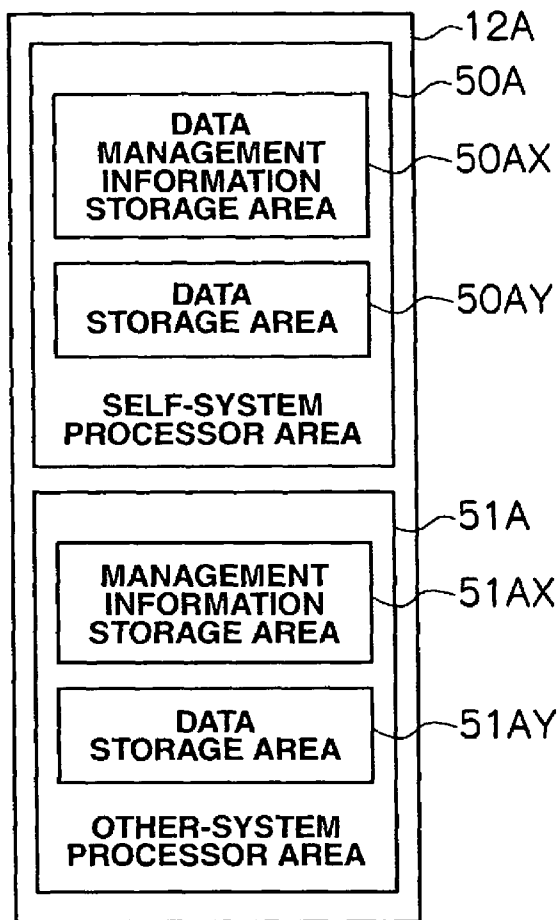 12A
50A
DATA
MANAGEMENT
INFORMATION
STORAGE AREA
50AX
DATA
STORAGE AREA
50AY
SELF-SYSTEM
PROCESSOR AREA
51A
MANAGEMENT
INFORMATION
STORAGE AREA
51AX
DATA
STORAGE AREA
51AY
OTHER-SYSTEM
PROCESSOR AREA